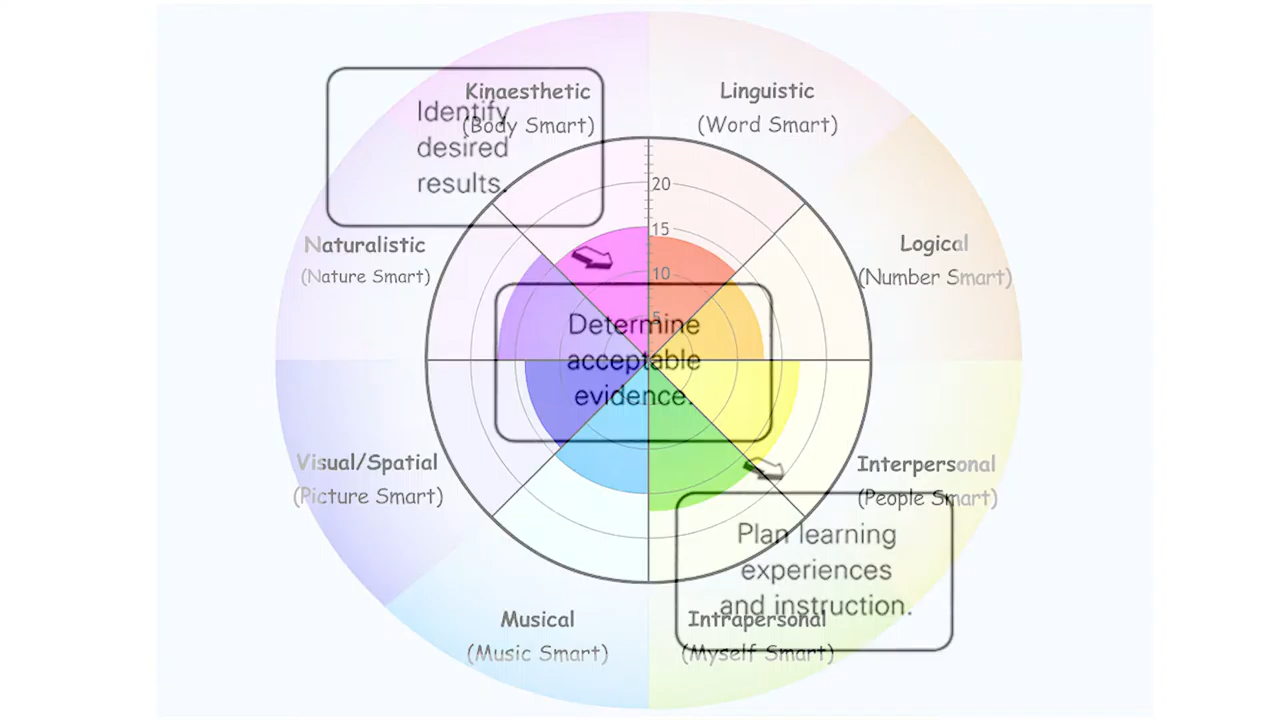 Kinaesthetic
(Body Smart)
Linguistic
(Word Smart)
Identify
desired
results.
20
15
10
5
Naturalistic
(Nature Smart)
Logical
(Number Smart)
Determine
acceptable
evidence.
Visual/Spatial
(Picture Smart)
Interpersonal
(People Smart)
Plan learning
experiences
and instruction.
Musical
(Music Smart)
Intrapersonal
(Myself Smart)